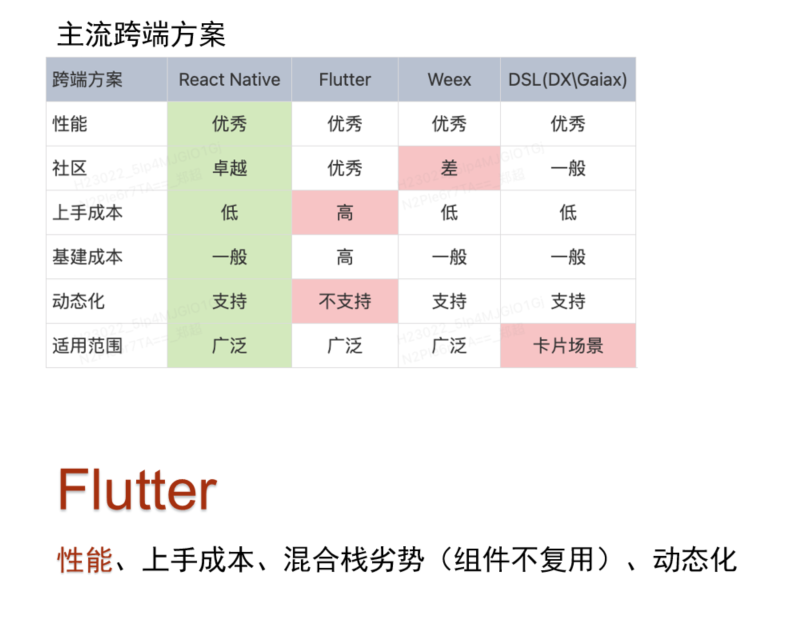 主流跨端方案
跨端方案 React Native Flutter Weex DSL(DX\Gaiax)
性能 优秀 优秀 优秀 优秀
社区 卓越 优秀 差 一般
上手成本 低 高 低 低
基建成本 一般 高 一般 一般
动态化 支持 不支持 支持 支持
适用范围 广泛 广泛 广泛 卡片场景
Flutter
性能、上手成本、混合栈劣势（组件不复用）、动态化